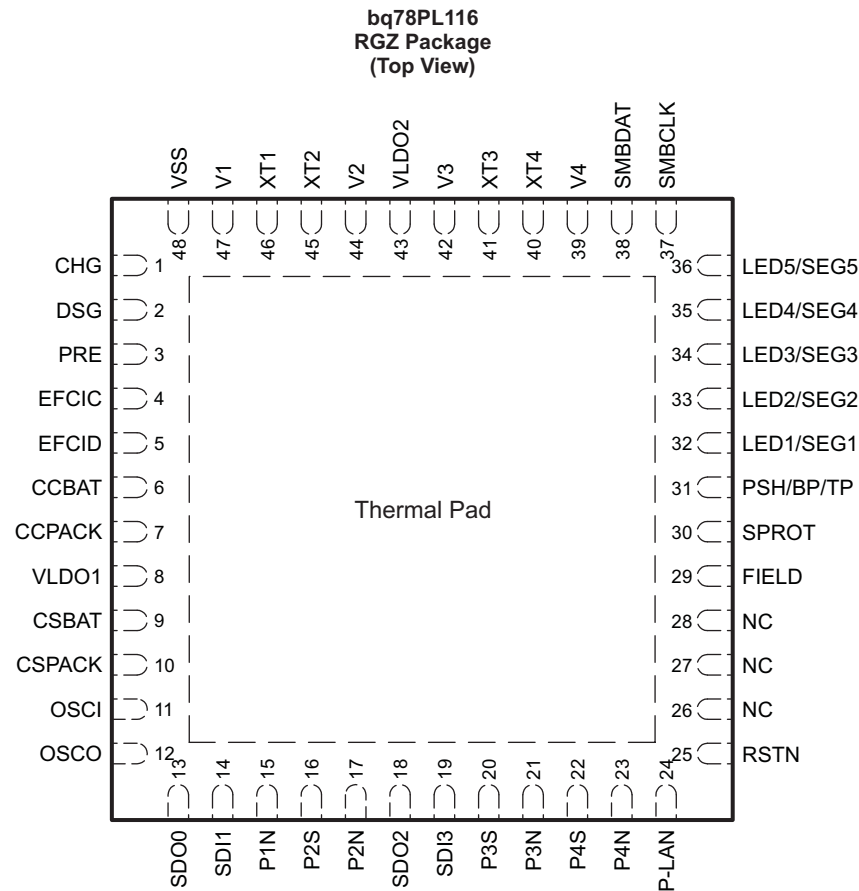 bq78PL116
RGZ Package
(Top View)
VSS
V1
XT1
XT2
V2
VLDO2
V3
XT3
XT4
V4
SMBDAT
SMBCLK
48
47
46
45
44
43
42
41
40
39
38
37
CHG 1
DSG 2
PRE 3
EFCIC 4
EFCID 5
CCBAT 6
CCPACK 7
VLDO1 8
CSBAT 9
CSPACK 10
OSCI 11
OSCO 12
Thermal Pad
36 LED5/SEG5
35 LED4/SEG4
34 LED3/SEG3
33 LED2/SEG2
32 LED1/SEG1
31 PSH/BP/TP
30 SPROT
29 FIELD
28 NC
27 NC
26 NC
25 RSTN
13
14
15
16
17
18
19
20
21
22
23
24
SDO0
SDI1
P1N
P2S
P2N
SDO2
SDI3
P3S
P3N
P4S
P4N
P-LAN